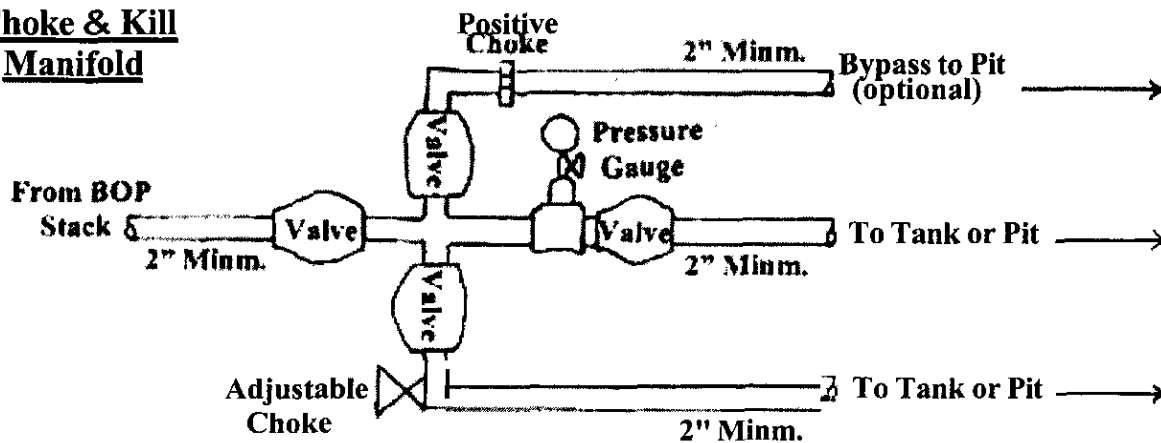 hoke & Kill
Manifold
Positive
Choke
2" Minm.
Bypass to Pit
(optional)
Valve
Pressure
Gauge
From BOP
Stack
Valve
Valve
To Tank or Pit
2" Minm.
2" Minm.
Valve
Adjustable
Choke
To Tank or Pit
2" Minm.